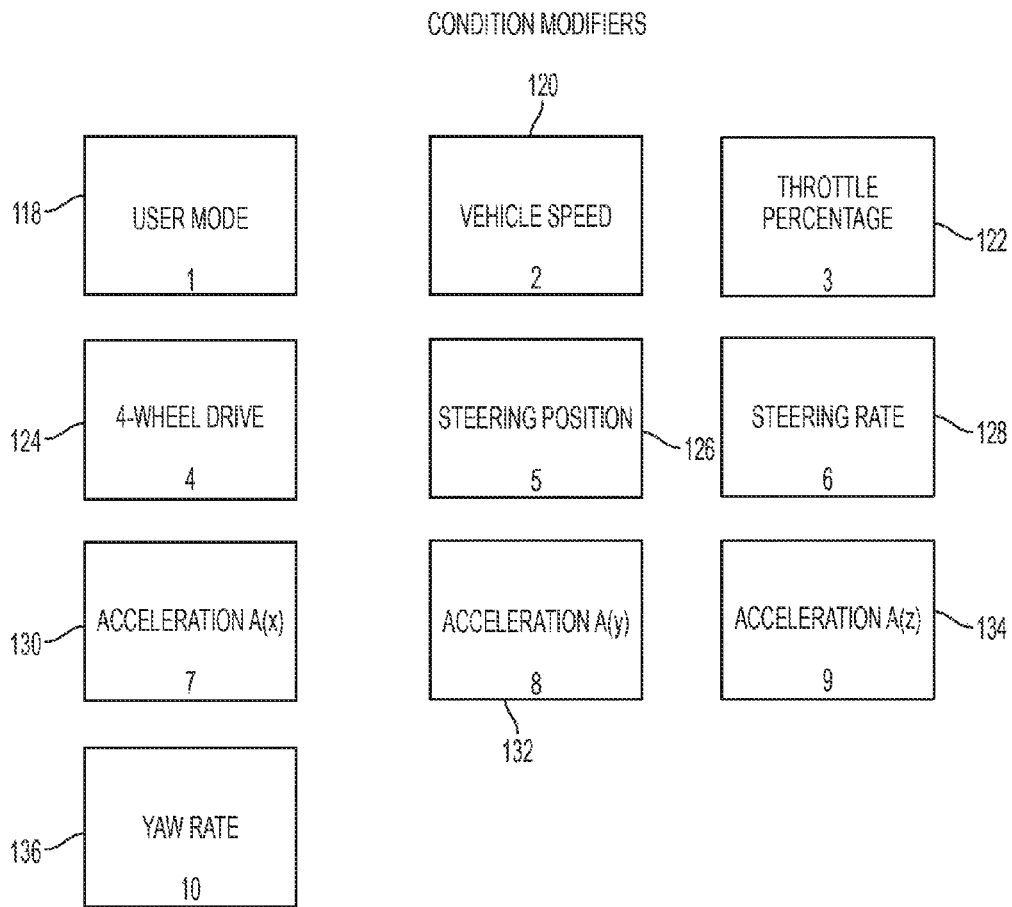 CONDITION MODIFIERS
120
118
USER MODE
1
VEHICLE SPEED
2
THROTTLE
PERCENTAGE
3
122
124
4-WHEEL DRIVE
4
STEERING POSITION
5
126
STEERING RATE
6
128
130
ACCELERATION A(x)
7
ACCELERATION A(y)
8
132
ACCELERATION A(z)
9
134
136
YAW RATE
10